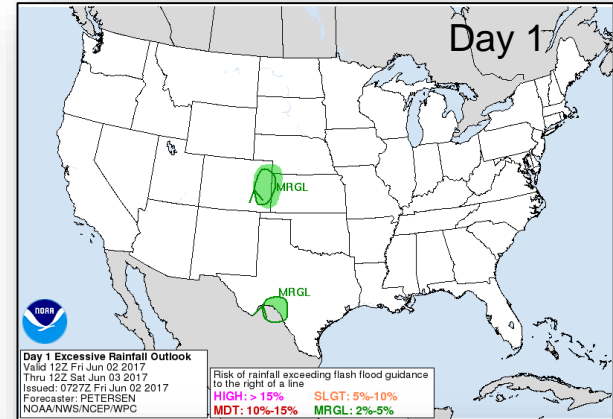 Day 1
MRGL
MRGL
NOAA
Day 1 Excessive Rainfall Outlook
Valid 12Z Fri Jun 02 2017
Thru 12Z Sat Jun 03 2017
Issued: 0727Z Fri Jun 02 2017
Forecaster: PETERSEN
NOAA/NWS/NCEP/WPC
Risk of rainfall exceeding flash flood guidance
to the right of a line
HIGH: > 15% SLGT: 5%-10%
MDT: 10%-15% MRGL: 2%-5%